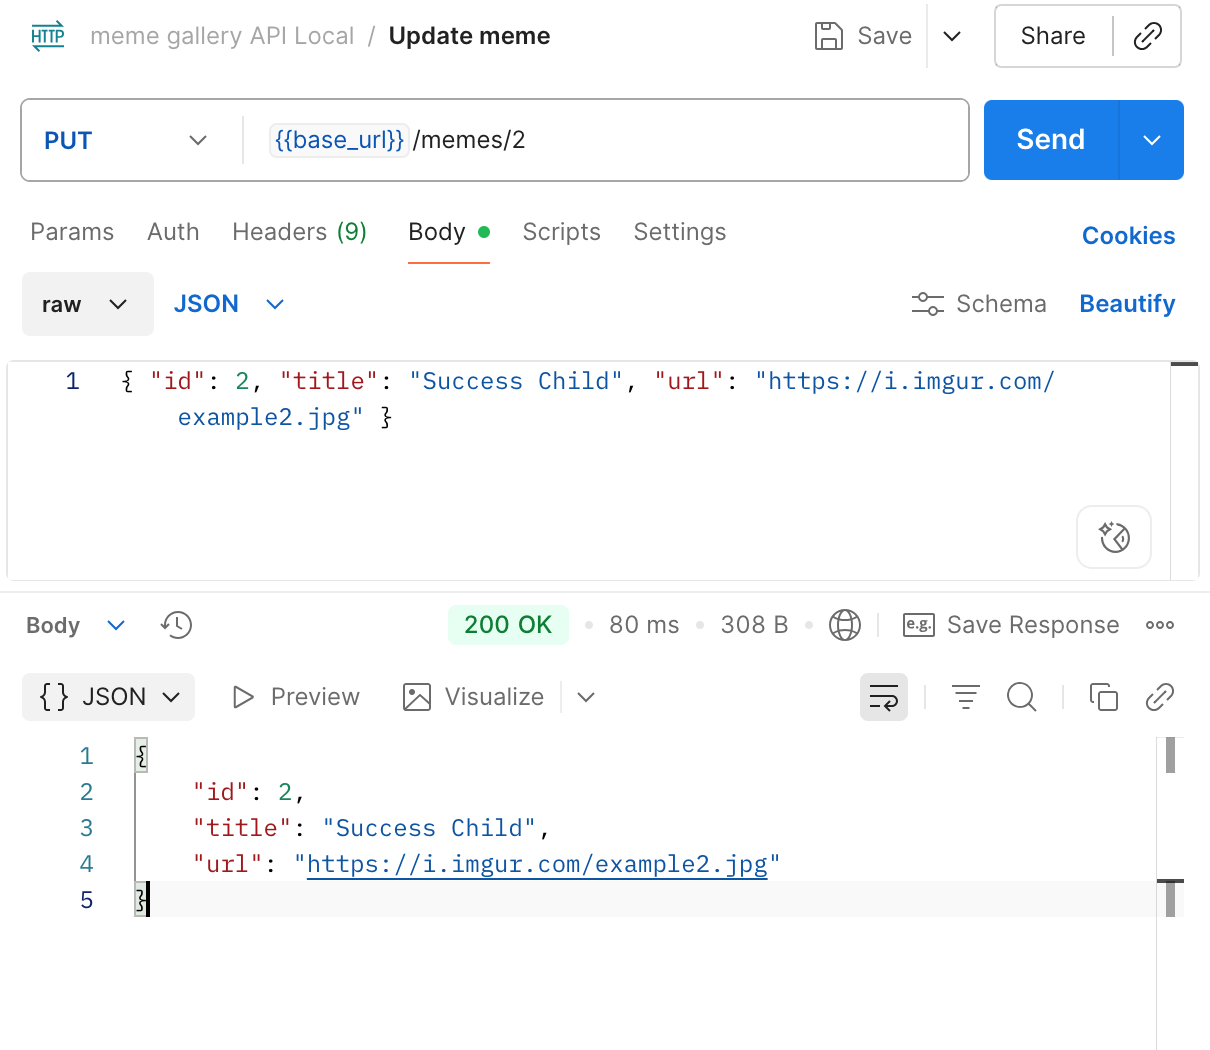 HTTP meme gallery API Local / Update meme Save Share
PUT {{base_url}}/memes/2 Send
Params Auth Headers (9) Body Scripts Settings Cookies
raw JSON Schema Beautify
1 { "id": 2, "title": "Success Child", "url": "https://i.imgur.com/
example2.jpg" }
Body 200 OK 80 ms 308 B e.g. Save Response
{} JSON Preview Visualize
1 {
2 "id": 2,
3 "title": "Success Child",
4 "url": "https://i.imgur.com/example2.jpg"
5 }